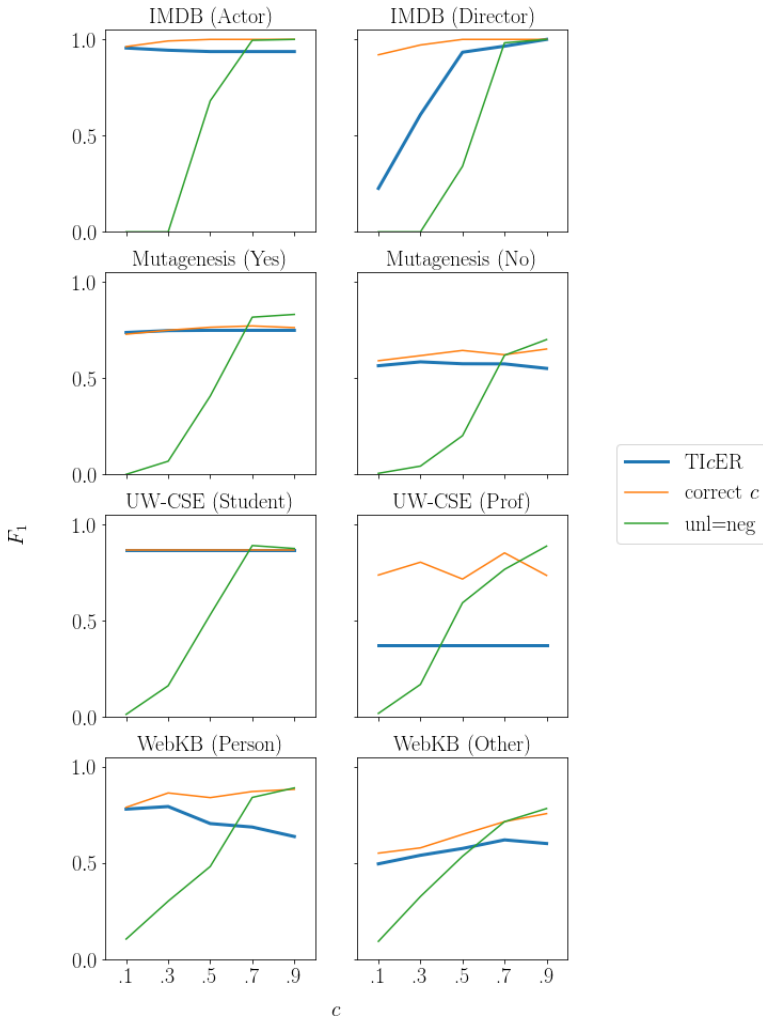 IMDB (Actor)
IMDB (Director)
1.0
0.5
0.0
Mutagenesis (Yes)
Mutagenesis (No)
1.0
0.5
0.0
UW-CSE (Student)
UW-CSE (Prof)
1.0
0.5
0.0
WebKB (Person)
WebKB (Other)
1.0
0.5
0.0
.1 .3 .5 .7 .9
.1 .3 .5 .7 .9
F1
c
TIcER
correct c
unl=neg